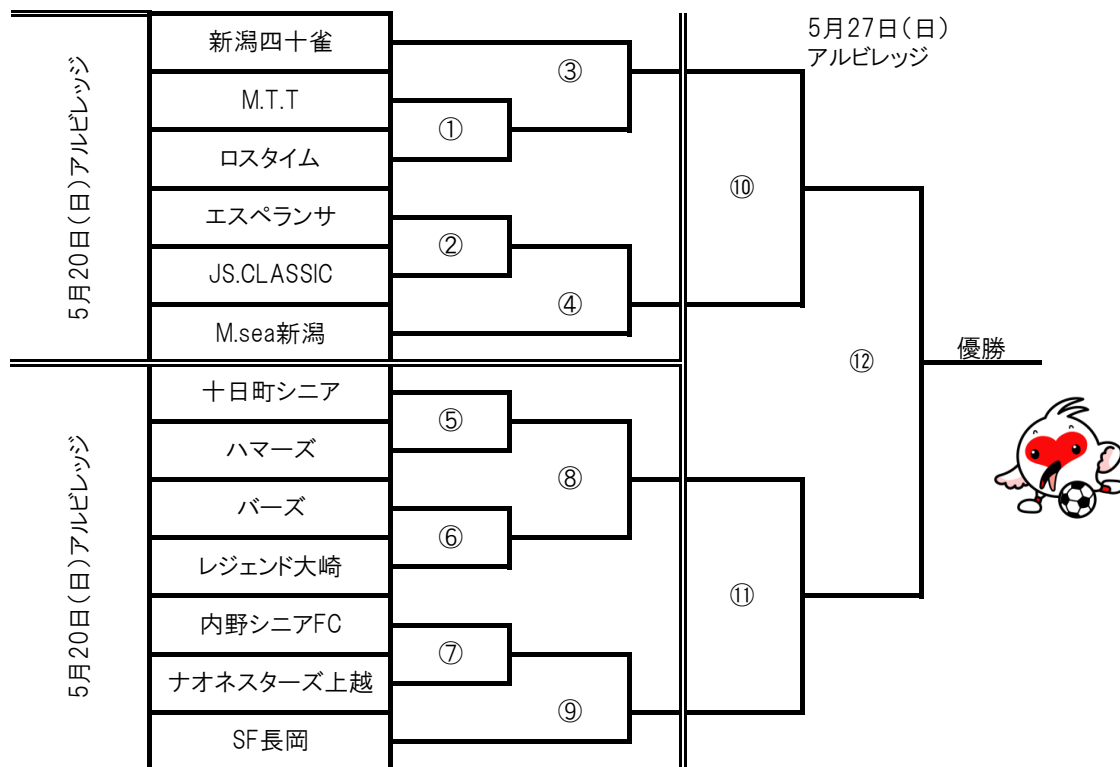 5月27日(日)
アルビレッジ
5月20日(日)アルビレッジ
新潟四十雀
M.T.T
ロスタイム
エスペランサ
JS.CLASSIC
M.sea新潟
③
①
②
④
⑩
⑫
優勝
5月20日(日)アルビレッジ
十日町シニア
ハマーズ
バーズ
レジェンド大崎
内野シニアFC
ナオネスターズ上越
SF長岡
⑤
⑧
⑥
⑪
⑦
⑨